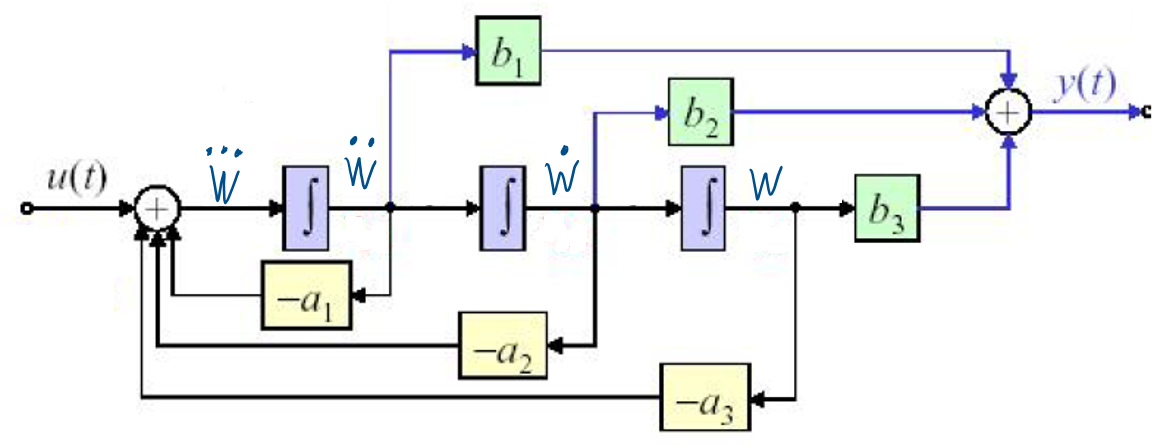 b₁
y(t)
b₂
+
u(t)
ẅ̇
ẅ
ẇ
w
+
∫
∫
∫
b₃
−a₁
−a₂
−a₃